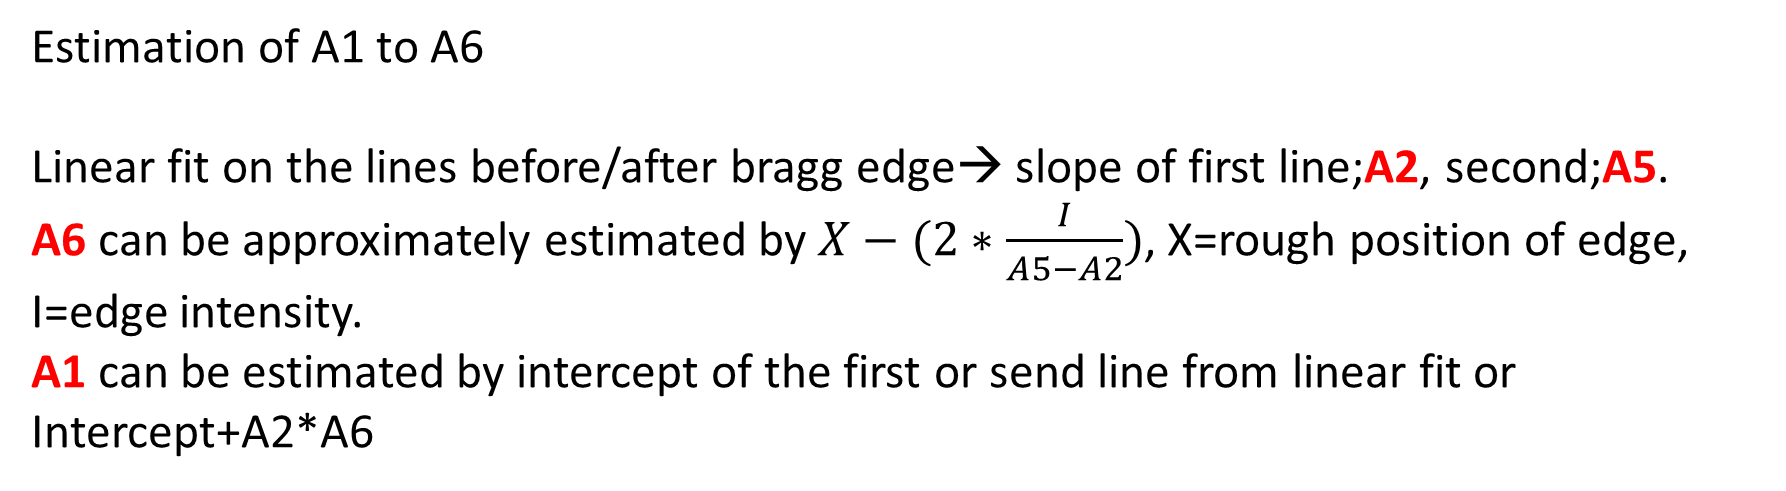 Estimation of A1 to A6
Linear fit on the lines before/after bragg edge→ slope of first line;A2, second;A5.
A6 can be approximately estimated by X − (2 * I/(A5−A2)), X=rough position of edge,
I=edge intensity.
A1 can be estimated by intercept of the first or send line from linear fit or
Intercept+A2*A6